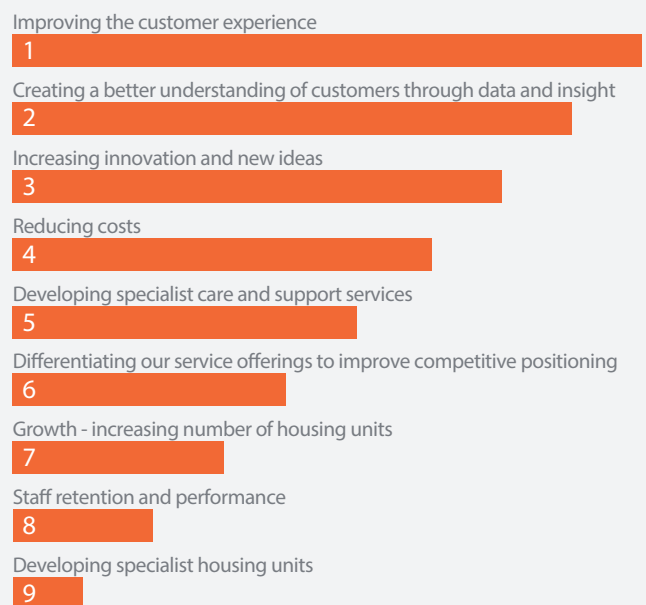 Improving the customer experience
1
Creating a better understanding of customers through data and insight
2
Increasing innovation and new ideas
3
Reducing costs
4
Developing specialist care and support services
5
Differentiating our service offerings to improve competitive positioning
6
Growth - increasing number of housing units
7
Staff retention and performance
8
Developing specialist housing units
9